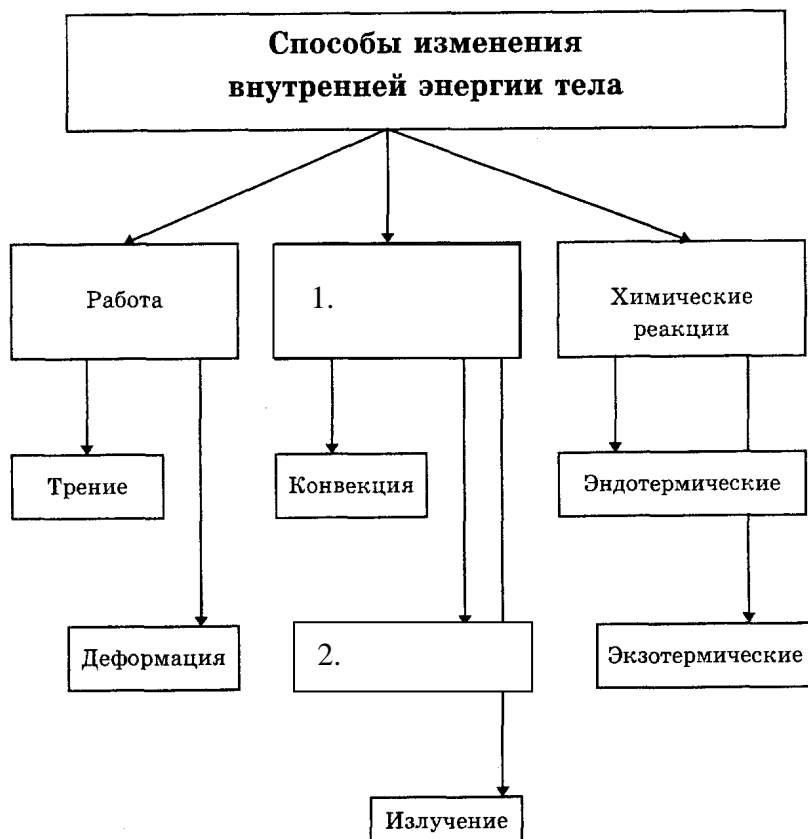 Способы изменения
внутренней энергии тела
Работа
1.
Химические
реакции
Трение
Конвекция
Эндотермические
Деформация
2.
Экзотермические
Излучение